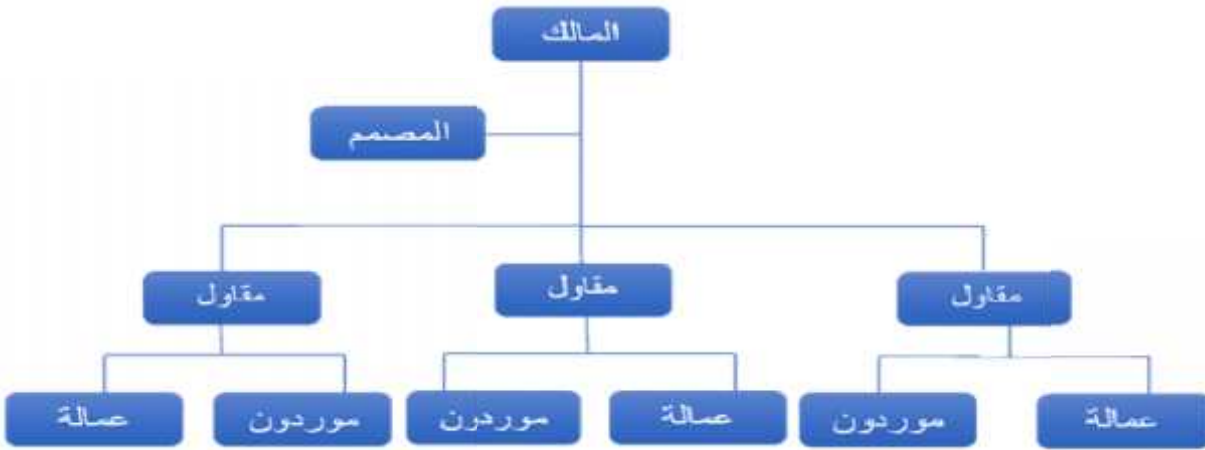 المالك
المصمم
مقاول
مقاول
مقاول
عمالة
موردون
عمالة
موردون
موردون
عمالة